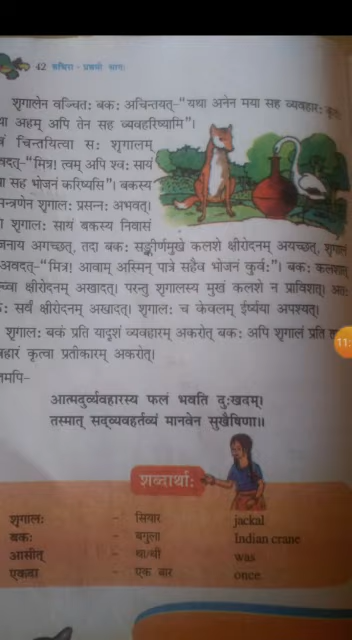 42 रुचिरा - प्रथमो भागः
शृगालेन वञ्चितः बकः अचिन्तयत्-“यथा अनेन मया सह व्यवहारः कृतः
अहम् अपि तेन सह व्यवहरिष्यामि”।
चिन्तयित्वा सः शृगालम्
“मित्र! त्वम् अपि श्वः सायं
सह भोजनं करिष्यसि”। बकस्य
शृगालः प्रसन्नः अभवत्।
शृगालः सायं बकस्य निवासं
अगच्छत्, तदा बकः सङ्कीर्णमुखे कलशे क्षीरोदनम् अयच्छत्, शृगालं
अवदत्-“मित्र! आवाम् अस्मिन् पात्रे सहैव भोजनं कुर्वः”। बकः कलशात्
क्षीरोदनम् अखादत्। परन्तु शृगालस्य मुखं कलशे न प्राविशत्। अतः
सर्वं क्षीरोदनम् अखादत्। शृगालः च केवलम् ईर्ष्यया अपश्यत्।
शृगालः बकं प्रति यादृशं व्यवहारम् अकरोत् बकः अपि शृगालं प्रति
कृत्वा प्रतीकारम् अकरोत्।
आत्मदुर्व्यवहारस्य फलं भवति दुःखदम्।
तस्मात् सद्व्यवहर्तव्यं मानवेन सुखैषिणा॥
शब्दार्थाः
शृगालः - सियार jackal
बकः - बगुला Indian crane
आसीत् - था/थी was
एकदा - एक बार once